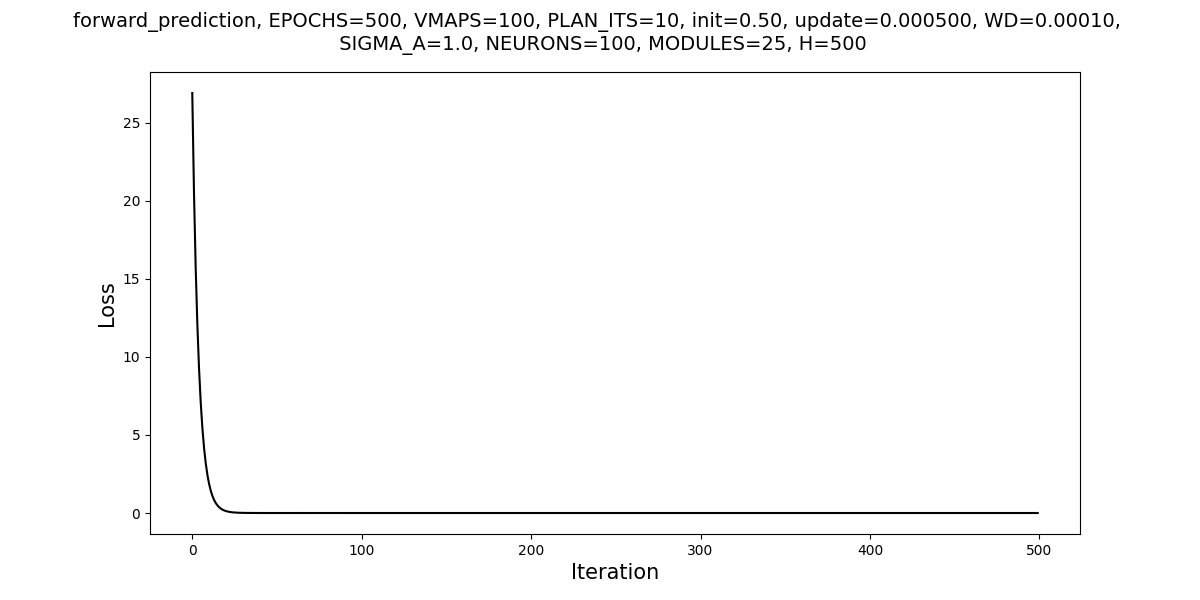 forward_prediction, EPOCHS=500, VMAPS=100, PLAN_ITS=10, init=0.50, update=0.000500, WD=0.00010,
SIGMA_A=1.0, NEURONS=100, MODULES=25, H=500
25
20
15
10
5
0
Loss
0 100 200 300 400 500
Iteration